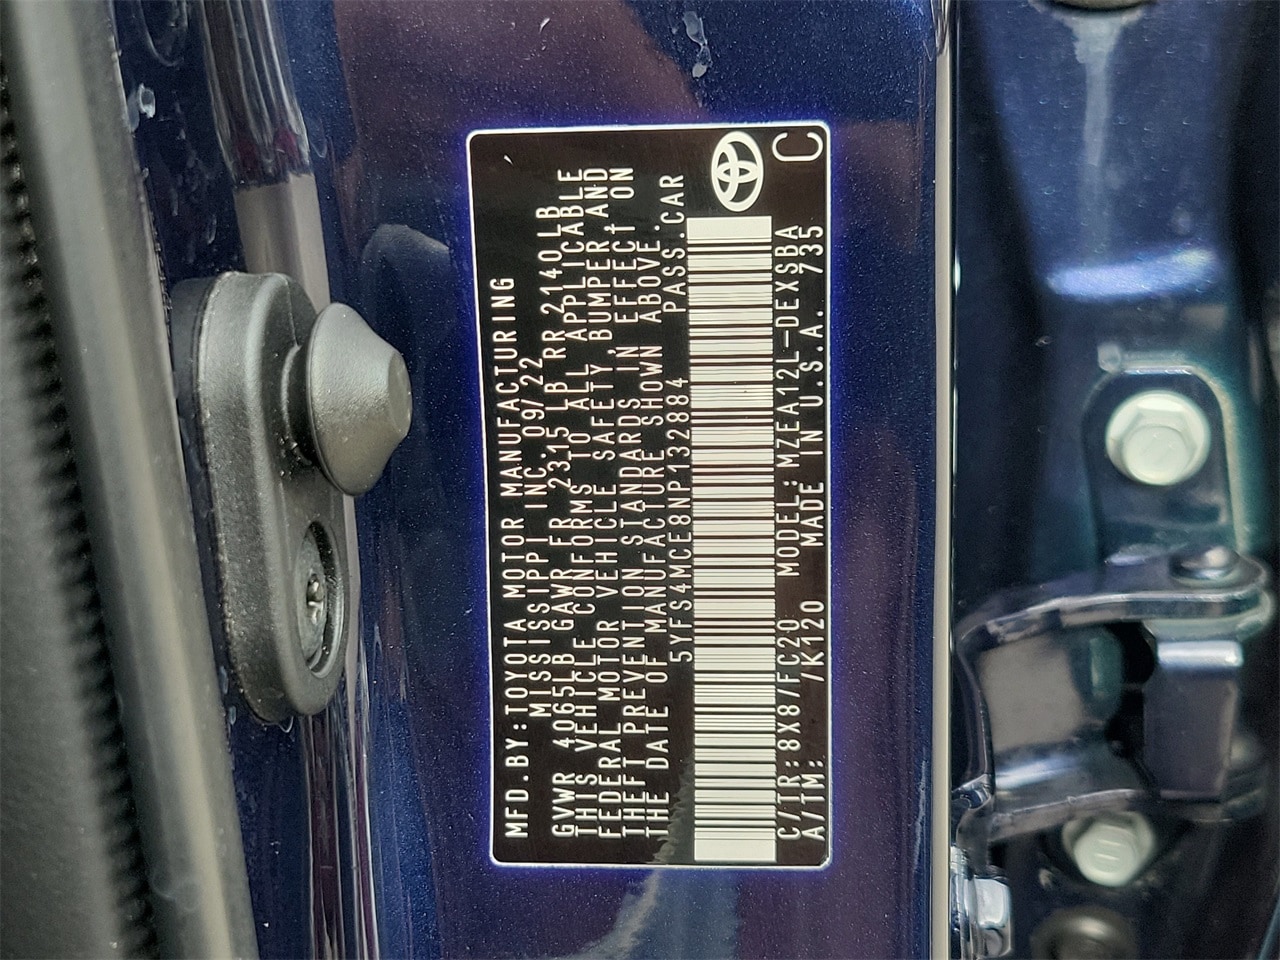 MFD.BY:TOYOTA MOTOR MANUFACTURING
MISSISSIPPI INC. 09/22
GVWR 4065LB GAWR FR 2315 LB RR 2140LB
THIS VEHICLE CONFORMS TO ALL APPLICABLE
FEDERAL MOTOR VEHICLE SAFETY, BUMPER, AND
THEFT PREVENTION STANDARDS IN EFFECT ON
THE DATE OF MANUFACTURE SHOWN ABOVE.
5YFS4MCE8NP132884 PASS.CAR
C/TR:8X8/FC20 MODEL:MZEA12L-DEXSBA
A/TM: /K120 MADE IN U.S.A. 735
C